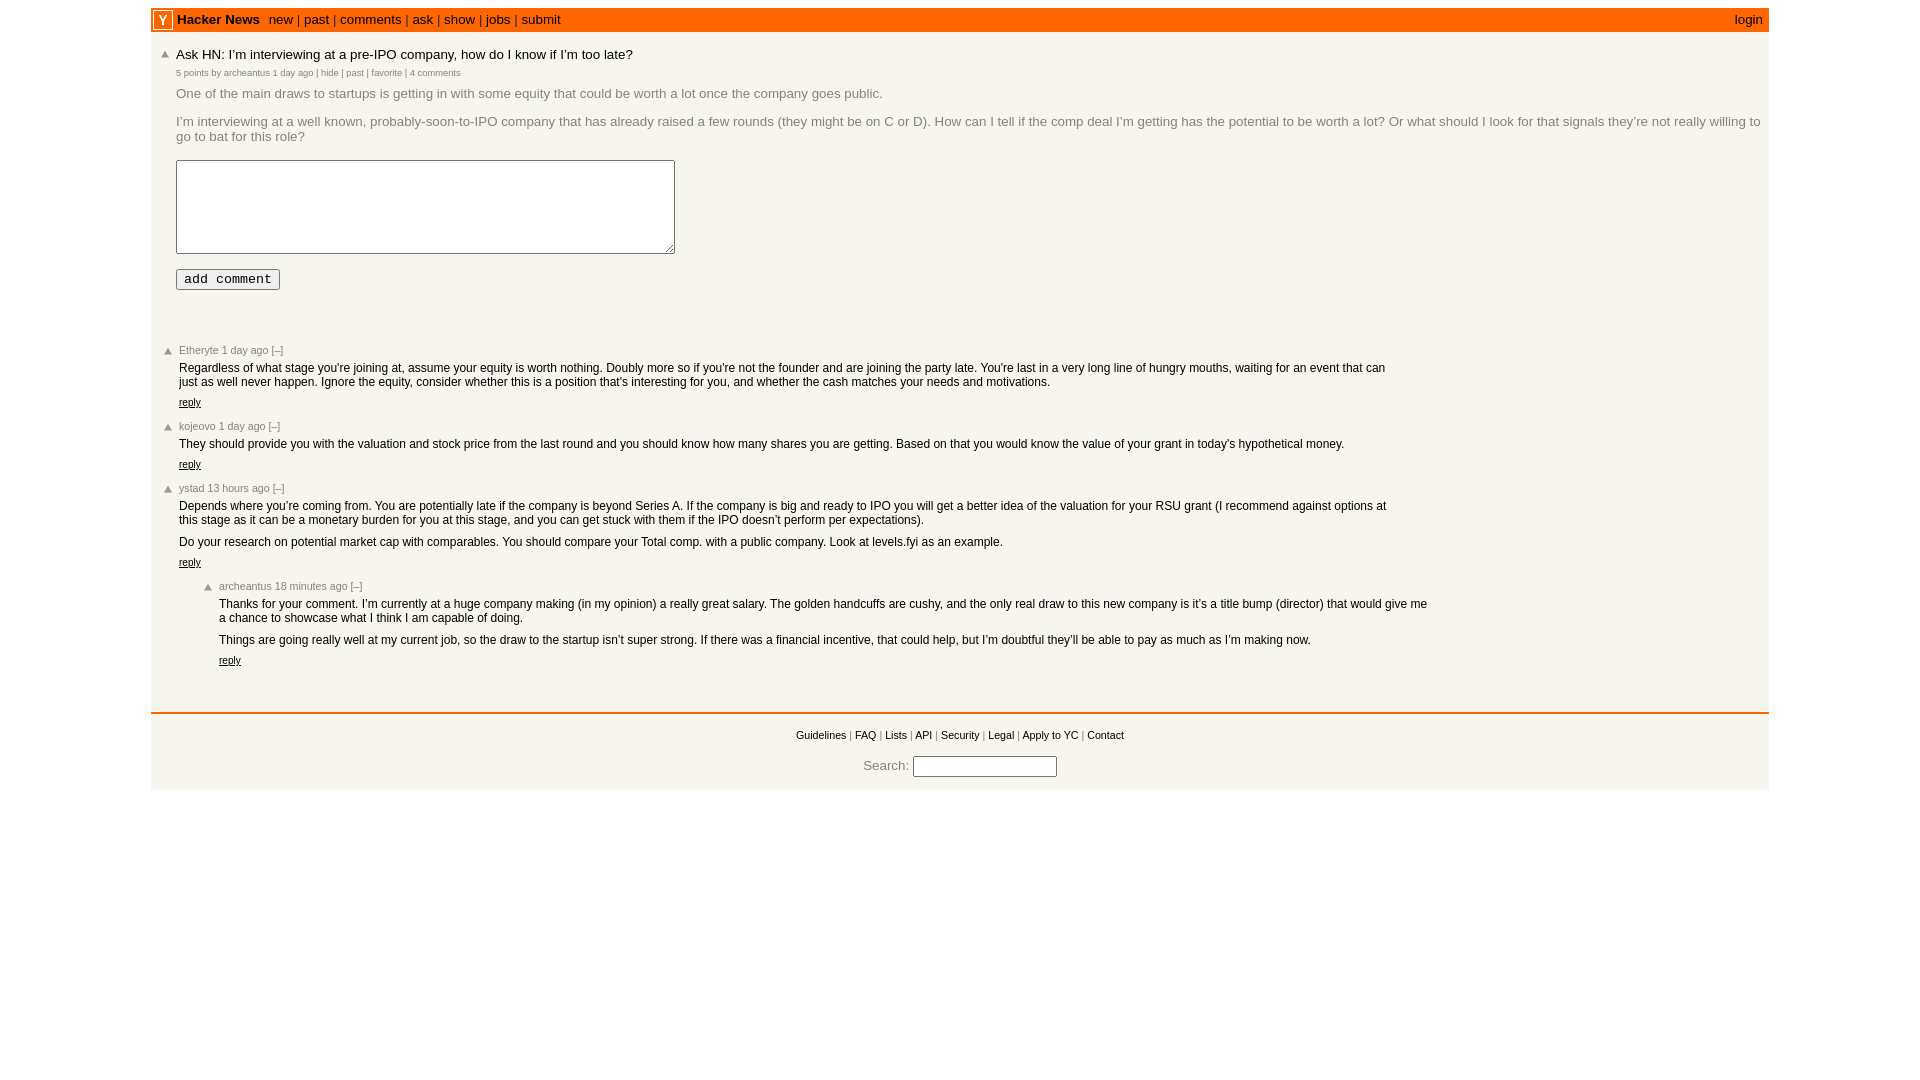 Y Hacker News new | past | comments | ask | show | jobs | submit login
Ask HN: I’m interviewing at a pre-IPO company, how do I know if I’m too late?
5 points by archeantus 1 day ago | hide | past | favorite | 4 comments
One of the main draws to startups is getting in with some equity that could be worth a lot once the company goes public.
I’m interviewing at a well known, probably-soon-to-IPO company that has already raised a few rounds (they might be on C or D). How can I tell if the comp deal I’m getting has the potential to be worth a lot? Or what should I look for that signals they’re not really willing to
go to bat for this role?
add comment
Etheryte 1 day ago [–]
Regardless of what stage you're joining at, assume your equity is worth nothing. Doubly more so if you're not the founder and are joining the party late. You're last in a very long line of hungry mouths, waiting for an event that can
just as well never happen. Ignore the equity, consider whether this is a position that's interesting for you, and whether the cash matches your needs and motivations.
reply
kojeovo 1 day ago [–]
They should provide you with the valuation and stock price from the last round and you should know how many shares you are getting. Based on that you would know the value of your grant in today's hypothetical money.
reply
ystad 13 hours ago [–]
Depends where you’re coming from. You are potentially late if the company is beyond Series A. If the company is big and ready to IPO you will get a better idea of the valuation for your RSU grant (I recommend against options at
this stage as it can be a monetary burden for you at this stage, and you can get stuck with them if the IPO doesn’t perform per expectations).
Do your research on potential market cap with comparables. You should compare your Total comp. with a public company. Look at levels.fyi as an example.
reply
archeantus 18 minutes ago [–]
Thanks for your comment. I’m currently at a huge company making (in my opinion) a really great salary. The golden handcuffs are cushy, and the only real draw to this new company is it’s a title bump (director) that would give me
a chance to showcase what I think I am capable of doing.
Things are going really well at my current job, so the draw to the startup isn’t super strong. If there was a financial incentive, that could help, but I’m doubtful they’ll be able to pay as much as I’m making now.
reply
Guidelines | FAQ | Lists | API | Security | Legal | Apply to YC | Contact
Search: